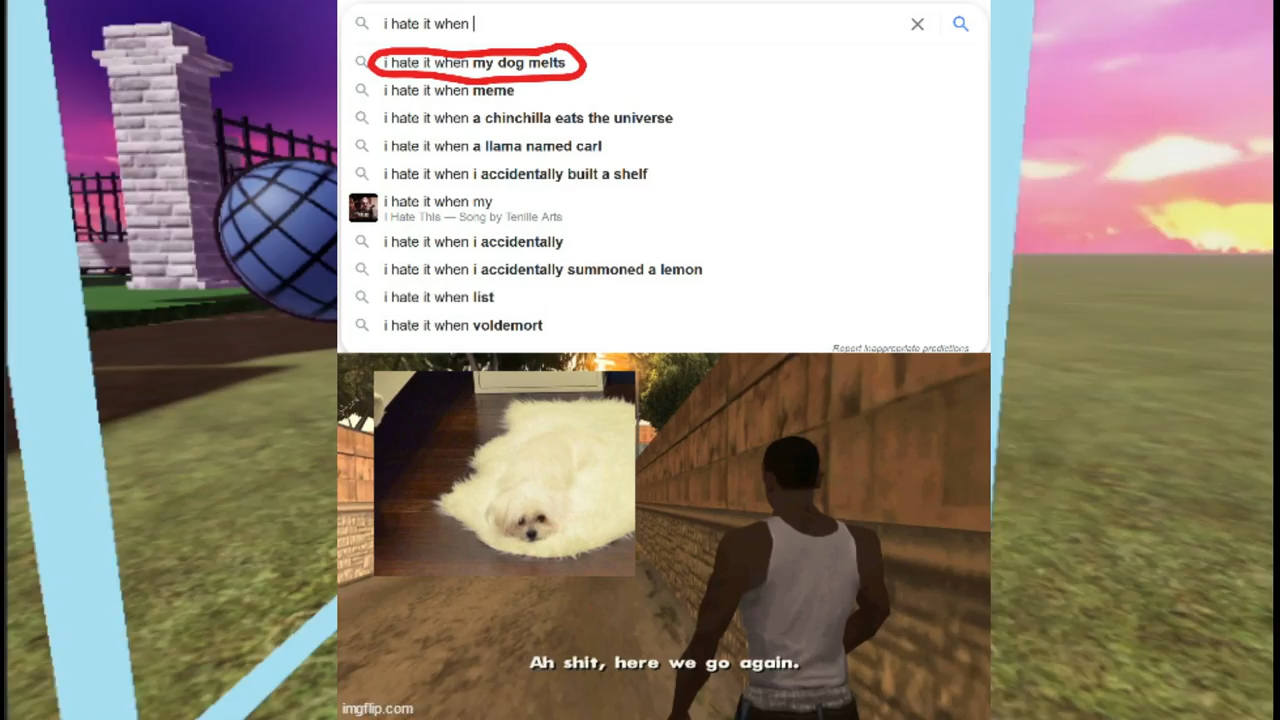 i hate it when
i hate it when my dog melts
i hate it when meme
i hate it when a chinchilla eats the universe
i hate it when a llama named carl
i hate it when i accidentally built a shelf
i hate it when my
I Hate This — Song by Tenille Arts
i hate it when i accidentally
i hate it when i accidentally summoned a lemon
i hate it when list
i hate it when voldemort
Report inappropriate predictions
Ah shit, here we go again.
imgflip.com